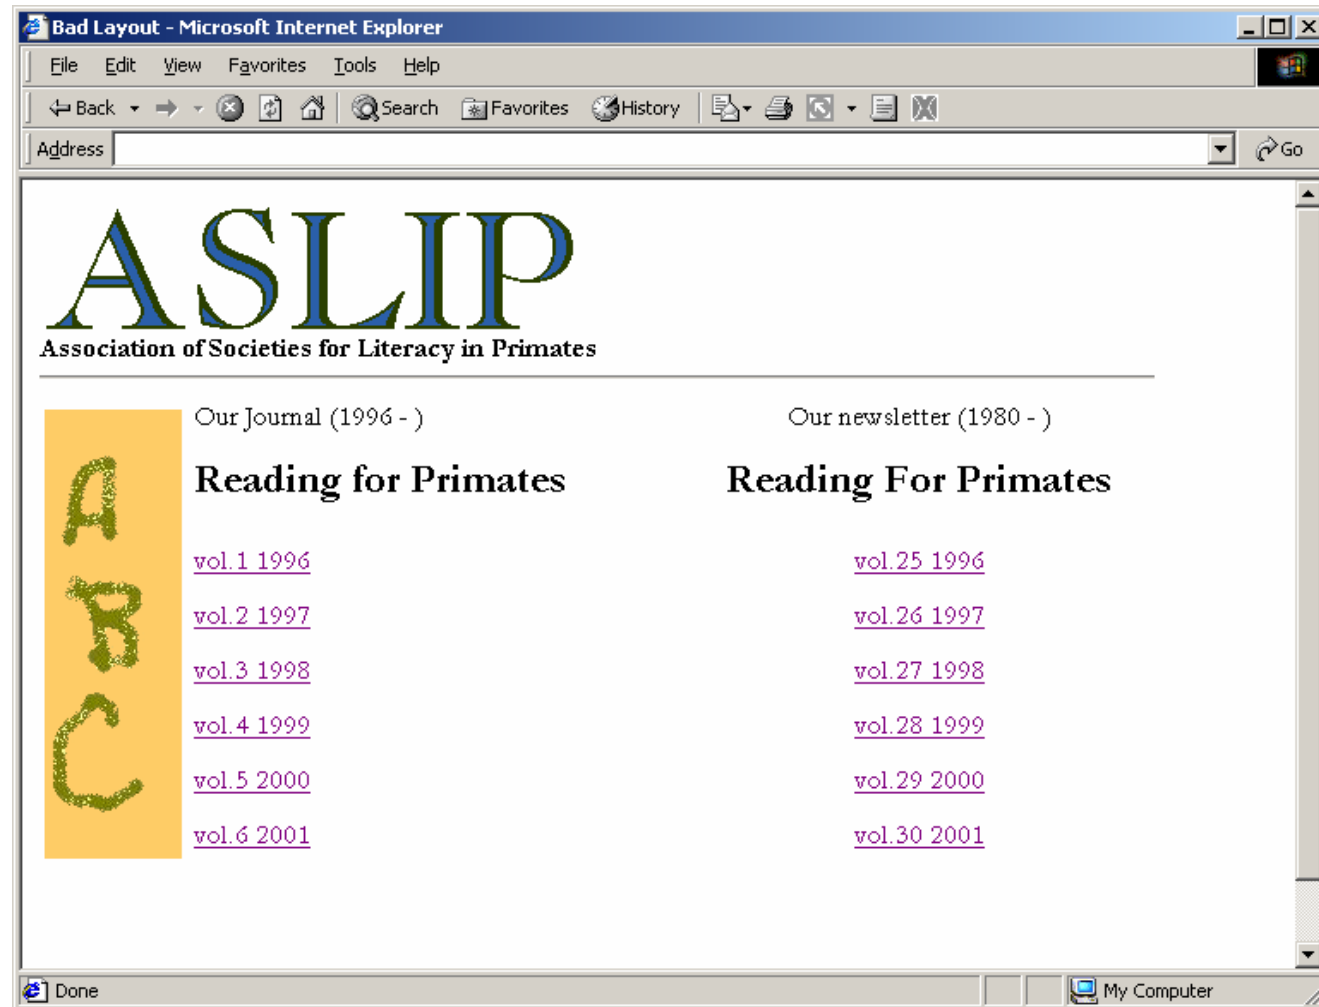 Bad Layout - Microsoft Internet Explorer
File Edit View Favorites Tools Help
Back Search Favorites History
Address Go
ASLIP
Association of Societies for Literacy in Primates
Our Journal (1996 - ) Our newsletter (1980 - )
Reading for Primates Reading For Primates
A
B
C
vol.1 1996 vol.25 1996
vol.2 1997 vol.26 1997
vol.3 1998 vol.27 1998
vol.4 1999 vol.28 1999
vol.5 2000 vol.29 2000
vol.6 2001 vol.30 2001
Done My Computer